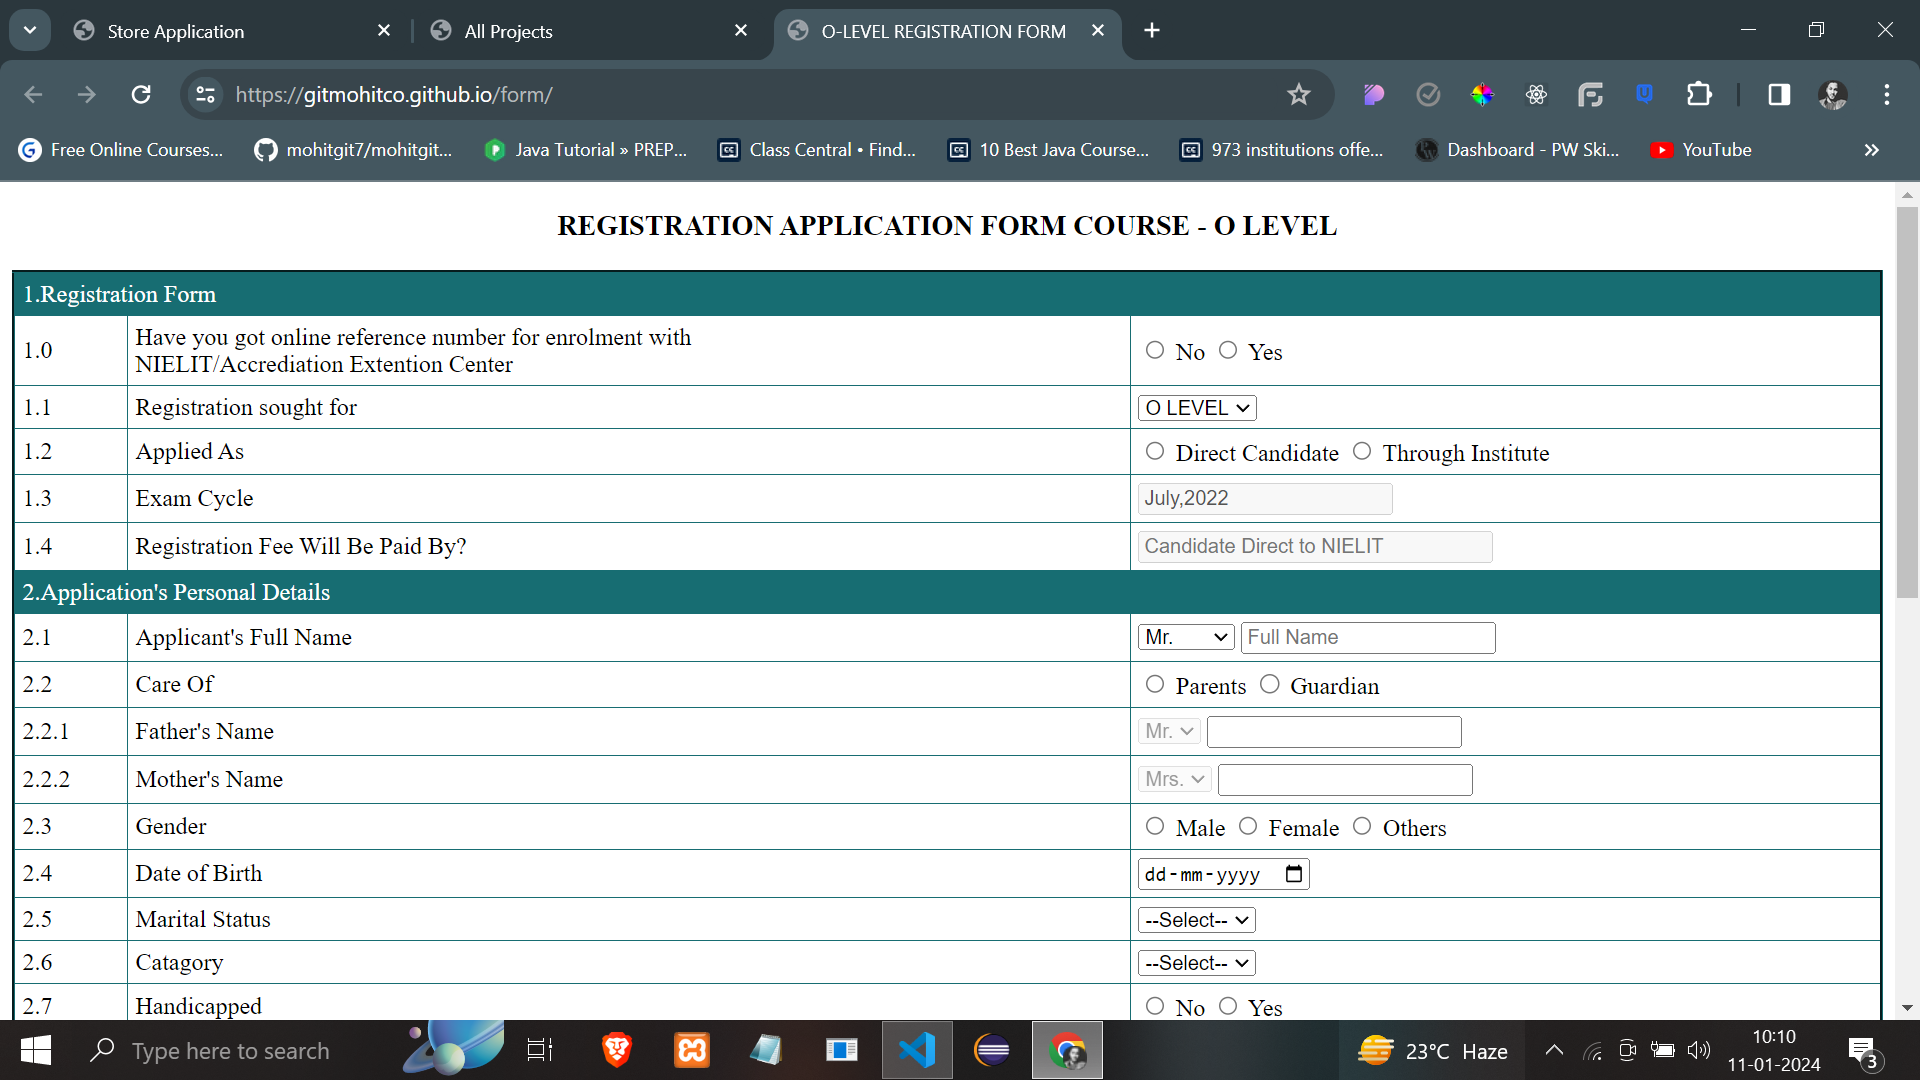 Store Application
All Projects
O-LEVEL REGISTRATION FORM
https://gitmohitco.github.io/form/
Free Online Courses...
mohitgit7/mohitgit...
Java Tutorial » PREP...
Class Central • Find...
10 Best Java Course...
973 institutions offe...
Dashboard - PW Ski...
YouTube
REGISTRATION APPLICATION FORM COURSE - O LEVEL
1.Registration Form
1.0 Have you got online reference number for enrolment with
NIELIT/Accrediation Extention Center
No Yes
1.1 Registration sought for O LEVEL
1.2 Applied As Direct Candidate Through Institute
1.3 Exam Cycle July,2022
1.4 Registration Fee Will Be Paid By? Candidate Direct to NIELIT
2.Application's Personal Details
2.1 Applicant's Full Name Mr. Full Name
2.2 Care Of Parents Guardian
2.2.1 Father's Name Mr.
2.2.2 Mother's Name Mrs.
2.3 Gender Male Female Others
2.4 Date of Birth dd-mm-yyyy
2.5 Marital Status --Select--
2.6 Catagory --Select--
2.7 Handicapped No Yes
Type here to search
23°C Haze
10:10
11-01-2024
3